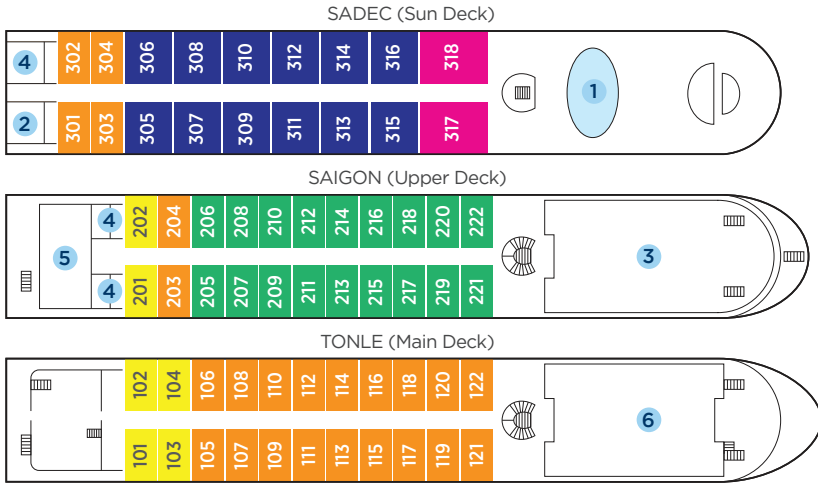 SADEC (Sun Deck)
4 302 304 306 308 310 312 314 316 318
1
2 301 303 305 307 309 311 313 315 317
SAIGON (Upper Deck)
4 202 204 206 208 210 212 214 216 218 220 222
5 3
4 201 203 205 207 209 211 213 215 217 219 221
TONLE (Main Deck)
102 104 106 108 110 112 114 116 118 120 122
6
101 103 105 107 109 111 113 115 117 119 121